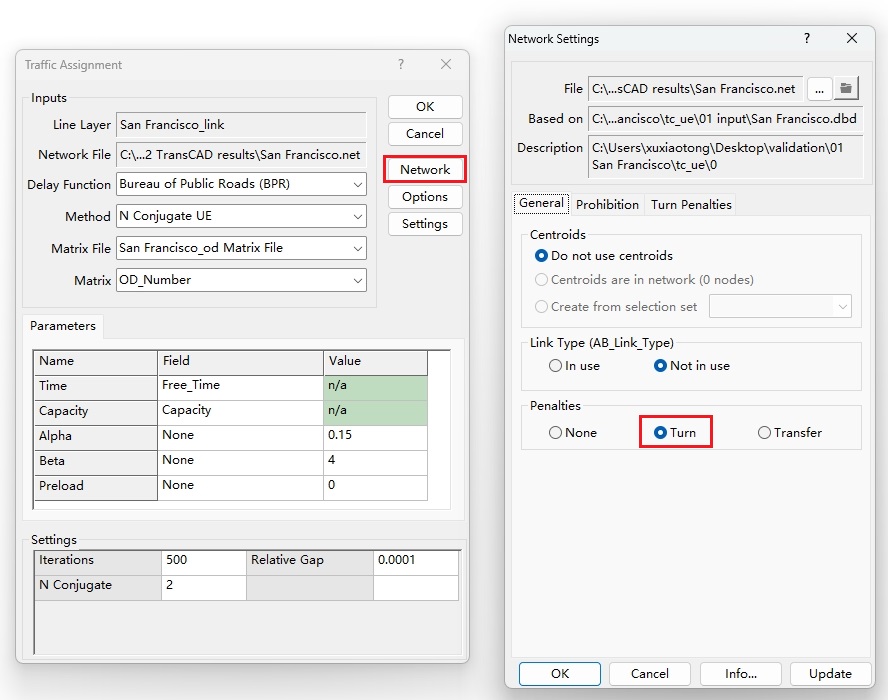 Traffic Assignment
?
Inputs
Line Layer San Francisco_link
Network File C:\...2 TransCAD results\San Francisco.net
Delay Function Bureau of Public Roads (BPR)
Method N Conjugate UE
Matrix File San Francisco_od Matrix File
Matrix OD_Number
OK
Cancel
Network
Options
Settings
Parameters
Name Field Value
Time Free_Time n/a
Capacity Capacity n/a
Alpha None 0.15
Beta None 4
Preload None 0
Settings
Iterations 500 Relative Gap 0.0001
N Conjugate 2
Network Settings
?
File C:\...sCAD results\San Francisco.net ...
Based on C:\...ancisco\tc_ue\01 input\San Francisco.dbd
Description C:\Users\xuxiaotong\Desktop\validation\01
San Francisco\tc_ue\0
General Prohibition Turn Penalties
Centroids
Do not use centroids
Centroids are in network (0 nodes)
Create from selection set
Link Type (AB_Link_Type)
In use Not in use
Penalties
None Turn Transfer
OK Cancel Info... Update